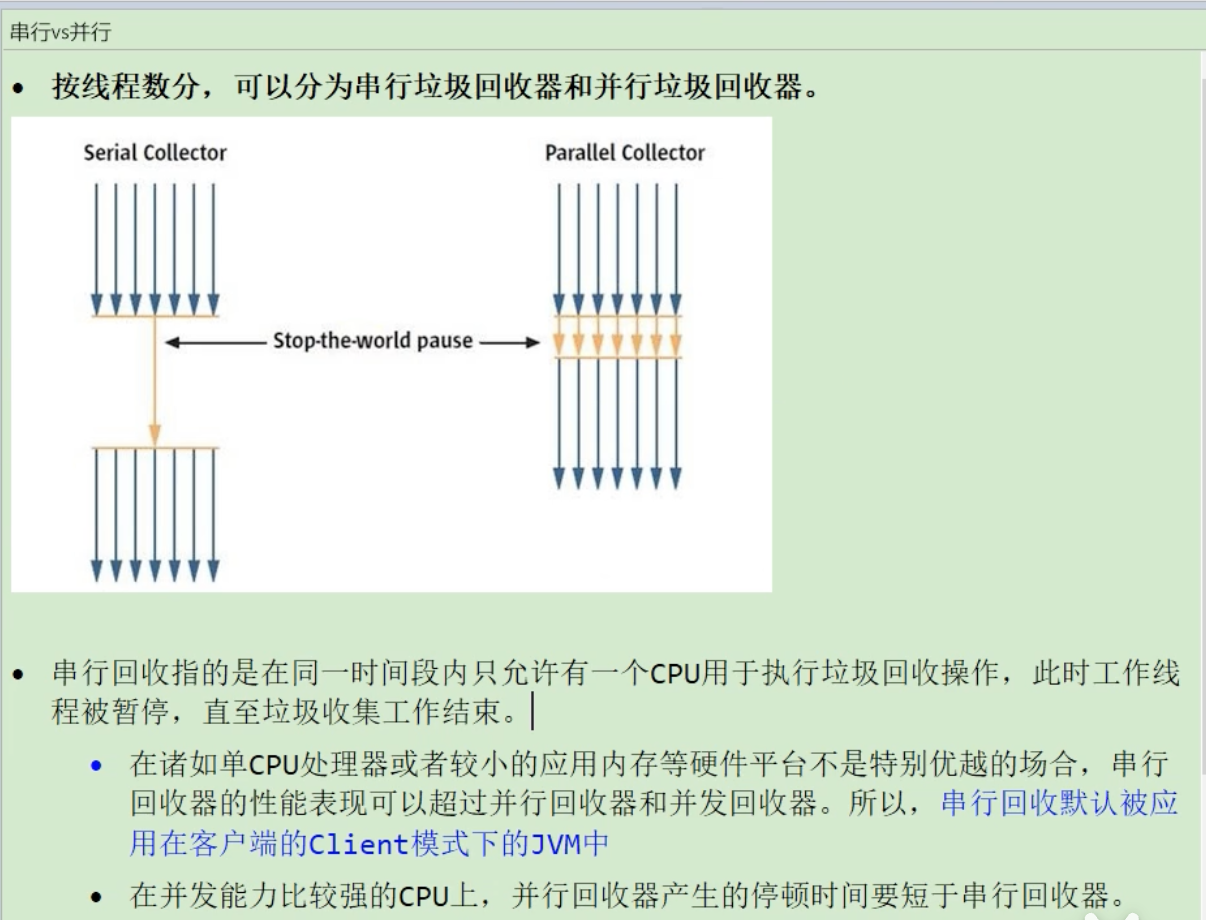 串行vs并行
按线程数分，可以分为串行垃圾回收器和并行垃圾回收器。
Serial Collector
Parallel Collector
Stop-the-world pause
串行回收指的是在同一时间段内只允许有一个CPU用于执行垃圾回收操作，此时工作线
程被暂停，直至垃圾收集工作结束。
在诸如单CPU处理器或者较小的应用内存等硬件平台不是特别优越的场合，串行
回收器的性能表现可以超过并行回收器和并发回收器。所以，串行回收默认被应
用在客户端的Client模式下的JVM中
在并发能力比较强的CPU上，并行回收器产生的停顿时间要短于串行回收器。